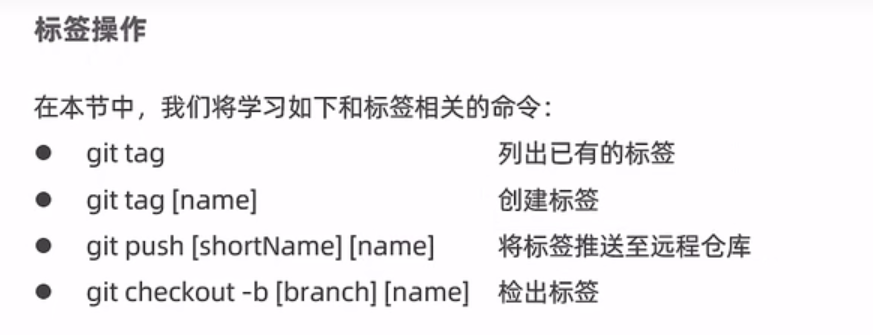 标签操作
在本节中，我们将学习如下和标签相关的命令：
● git tag 列出已有的标签
● git tag [name] 创建标签
● git push [shortName] [name] 将标签推送至远程仓库
● git checkout -b [branch] [name] 检出标签